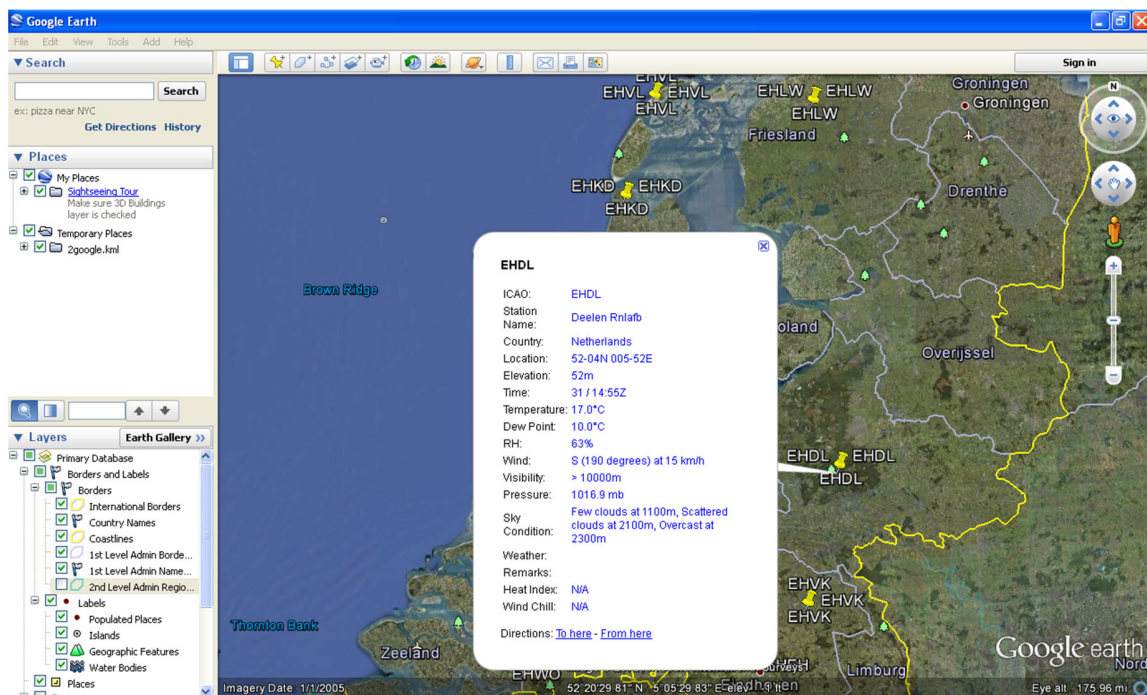 Google Earth
File Edit View Tools Add Help
Search
Search
ex: pizza near NYC
Get Directions History
Places
My Places
Sightseeing Tour
Make sure 3D Buildings
layer is checked
Temporary Places
2google.kml
Layers
Earth Gallery >>
Primary Database
Borders and Labels
Borders
International Borders
Country Names
Coastlines
1st Level Admin Borde...
1st Level Admin Name...
2nd Level Admin Regio...
Labels
Populated Places
Islands
Geographic Features
Water Bodies
Places
Sign in
N
EHVL
EHVL EHVL
EHVL
EHLW EHLW
EHLW
Groningen
Groningen
Friesland
EHKD EHKD
EHKD
Drenthe
Brown Ridge
oland
Overijssel
EHDL EHDL
EHDL
EHVK
EHVK
EHVK
Thornton Bank
Zeeland
EHWO
Limburg
Google earth
Nord
Imagery Date: 1/1/2005
52°20'29.81" N 5°05'29.83" E elev -1 ft
Eye alt 175.96 mi
EHDL
ICAO: EHDL
Station Name: Deelen Rnlafb
Country: Netherlands
Location: 52-04N 005-52E
Elevation: 52m
Time: 31 / 14:55Z
Temperature: 17.0°C
Dew Point: 10.0°C
RH: 63%
Wind: S (190 degrees) at 15 km/h
Visibility: > 10000m
Pressure: 1016.9 mb
Sky Condition: Few clouds at 1100m, Scattered
clouds at 2100m, Overcast at
2300m
Weather:
Remarks:
Heat Index: N/A
Wind Chill: N/A
Directions: To here - From here